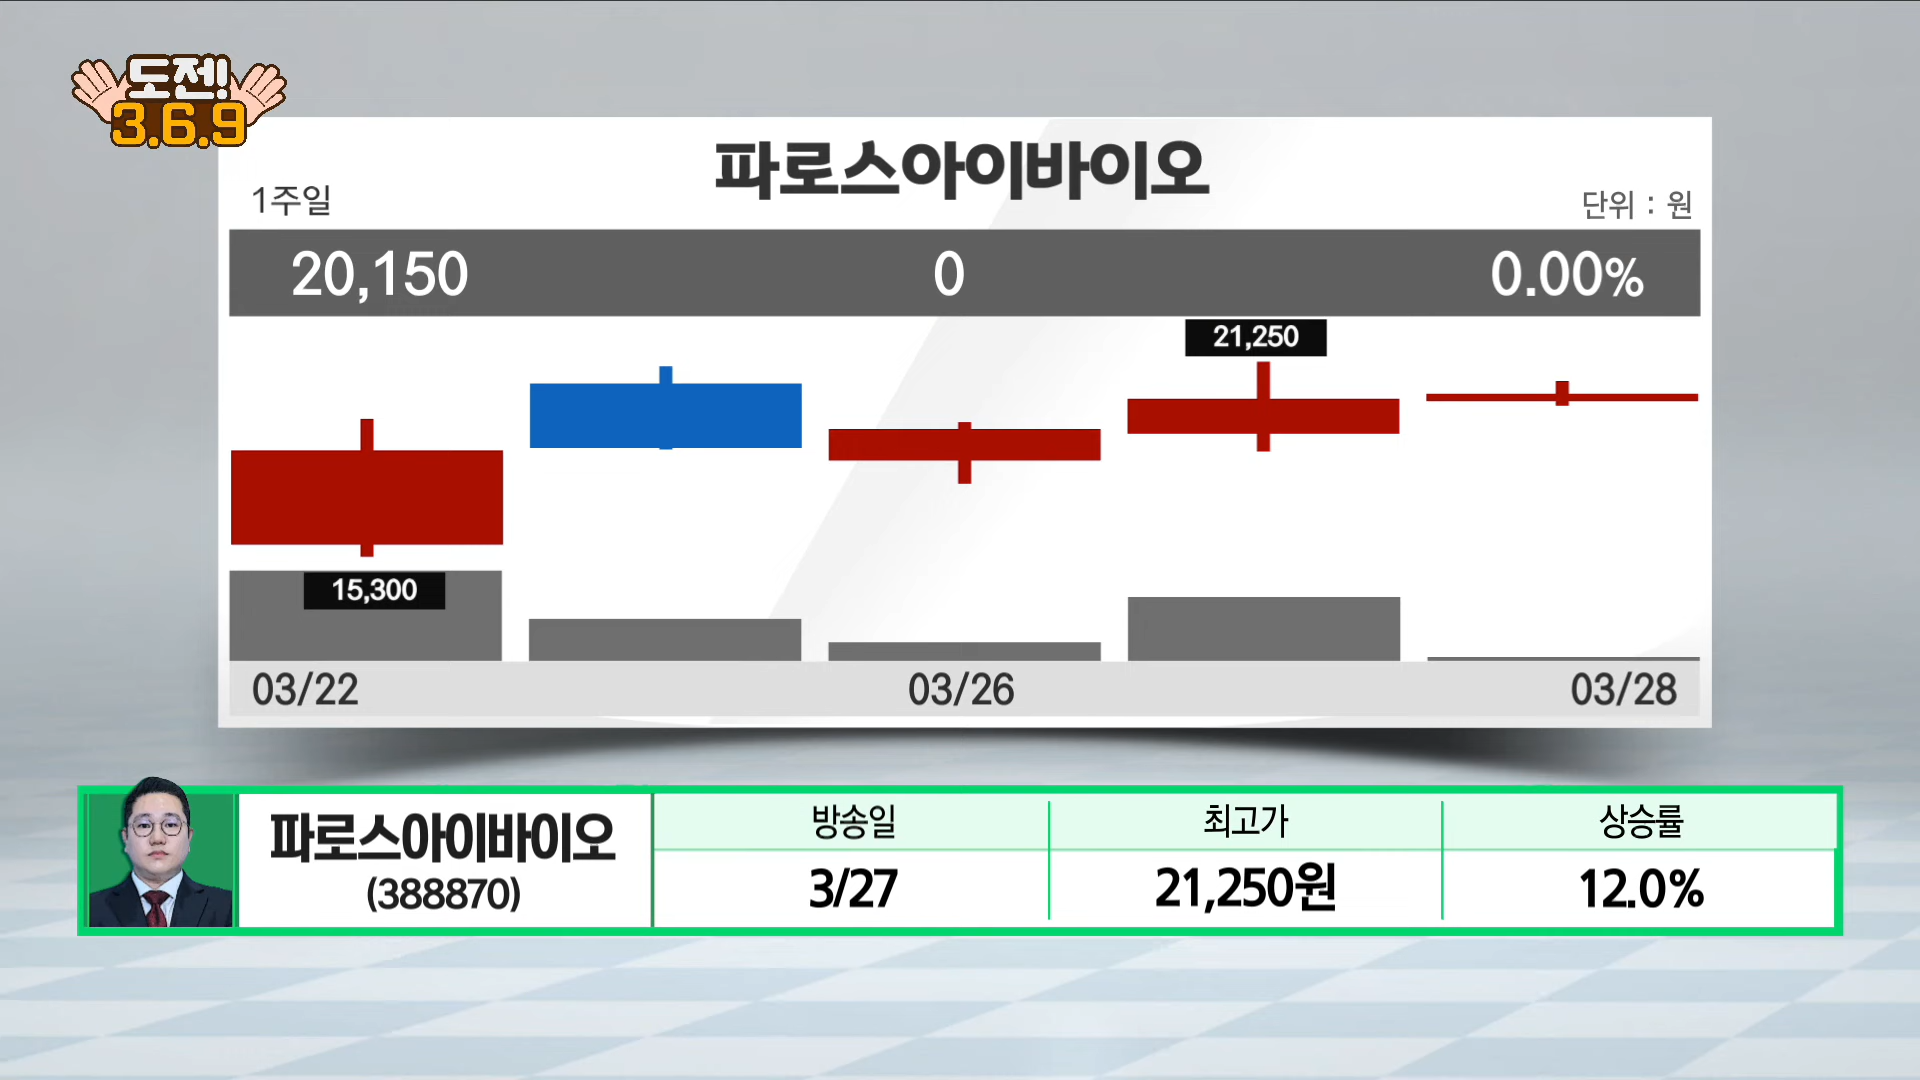 도젠!
3.6.9
파로스아이바이오
1주일
단위 : 원
20,150 0 0.00%
21,250
15,300
03/22 03/26 03/28
파로스아이바이오
(388870)
방송일 최고가 상승률
3/27 21,250원 12.0%